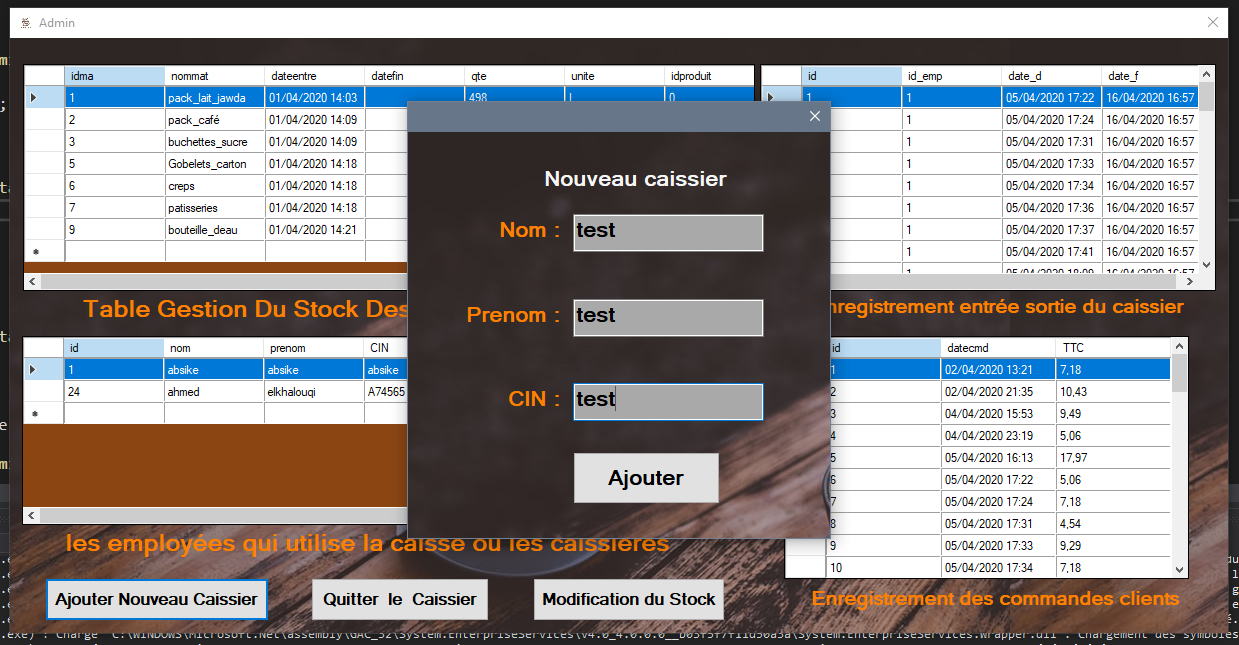 Admin
idma nommat dateentre datefin qte unite idproduit
1 pack_lait_jawda 01/04/2020 14:03 498 L 0
2 pack_café 01/04/2020 14:09
3 buchettes_sucre 01/04/2020 14:09
5 Gobelets_carton 01/04/2020 14:18
6 creps 01/04/2020 14:18
7 patisseries 01/04/2020 14:18
9 bouteille_deau 01/04/2020 14:21
Table Gestion Du Stock Des
id id_emp date_d date_f
1 1 05/04/2020 17:22 16/04/2020 16:57
1 05/04/2020 17:24 16/04/2020 16:57
1 05/04/2020 17:31 16/04/2020 16:57
1 05/04/2020 17:33 16/04/2020 16:57
1 05/04/2020 17:34 16/04/2020 16:57
1 05/04/2020 17:36 16/04/2020 16:57
1 05/04/2020 17:37 16/04/2020 16:57
1 05/04/2020 17:41 16/04/2020 16:57
1 05/04/2020 18:09 16/04/2020 16:57
nregistrement entrée sortie du caissier
Nouveau caissier
Nom : test
Prenom : test
CIN : test
Ajouter
id nom prenom CIN
1 absike absike absike
24 ahmed elkhalouqi A74565
les employées qui utilise la caisse ou les caissières
Ajouter Nouveau Caissier
Quitter le Caissier
Modification du Stock
id datecmd TTC
1 02/04/2020 13:21 7,18
2 02/04/2020 21:35 10,43
3 04/04/2020 15:53 9,49
4 04/04/2020 23:19 5,06
5 05/04/2020 16:13 17,97
6 05/04/2020 17:22 5,06
7 05/04/2020 17:24 7,18
8 05/04/2020 17:31 4,54
9 05/04/2020 17:33 9,29
10 05/04/2020 17:34 7,18
Enregistrement des commandes clients
.exe) : Chargé 'C:\WINDOWS\Microsoft.Net\assembly\GAC_32\System.EnterpriseServices\v4.0_4.0.0.0__b03f5f7f11d50a3a\System.EnterpriseServices.Wrapper.dll'. Chargement des symboles